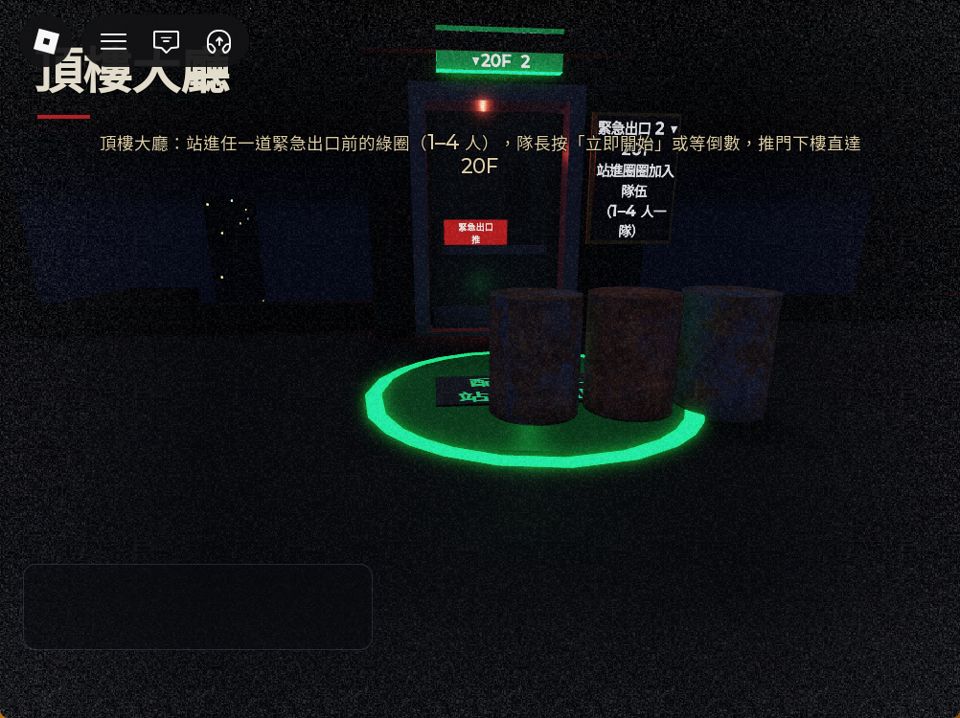 ▼20F 2
頂樓大廳
緊急出口 2 ▼
20F
頂樓大廳：站進任一道緊急出口前的綠圈（1–4 人），隊長按「立即開始」或等倒數，推門下樓直達
20F
站進圈圈加入
隊伍
（1–4 人一
隊）
緊急出口
推
站